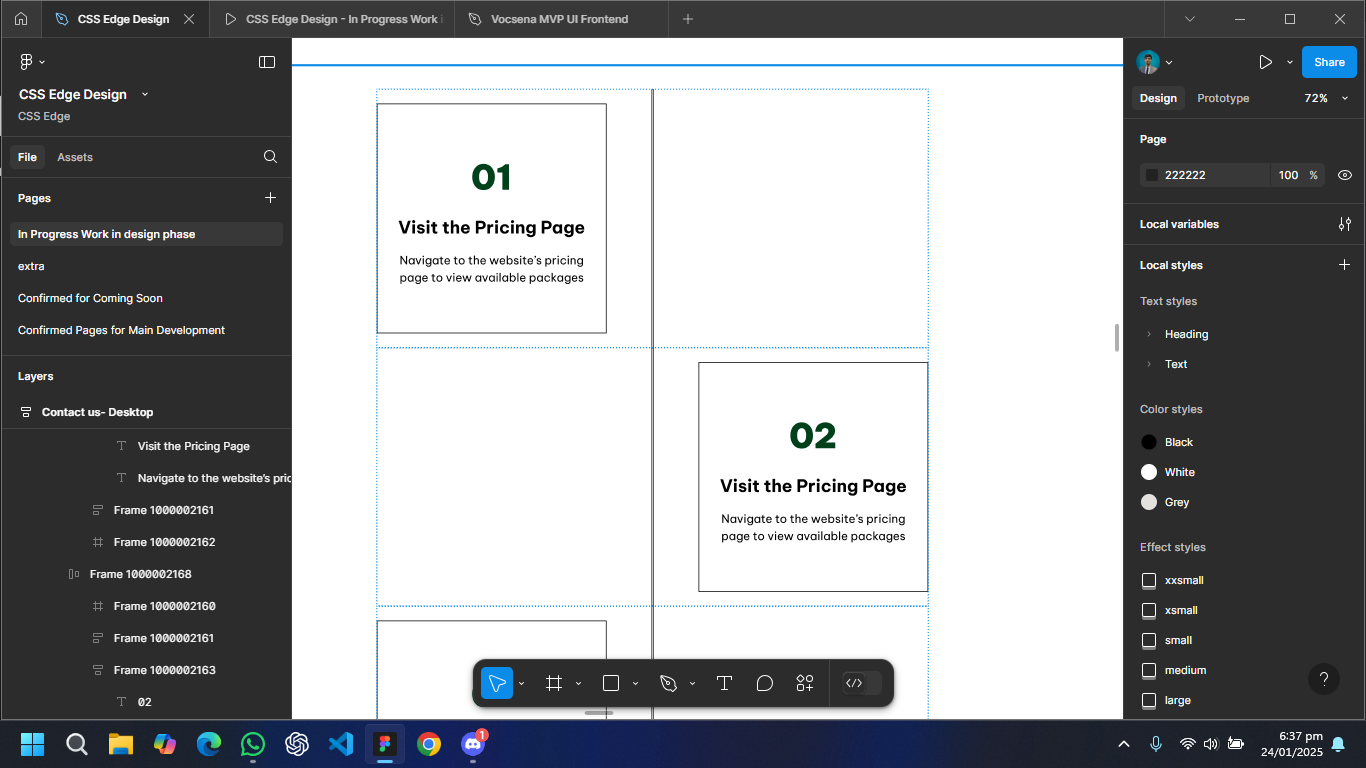 CSS Edge Design
CSS Edge Design - In Progress Work i
Vocsena MVP UI Frontend
CSS Edge Design
CSS Edge
File
Assets
Pages
In Progress Work in design phase
extra
Confirmed for Coming Soon
Confirmed Pages for Main Development
Layers
Contact us- Desktop
Visit the Pricing Page
Navigate to the website's pric
Frame 1000002161
Frame 1000002162
Frame 1000002168
Frame 1000002160
Frame 1000002161
Frame 1000002163
02
01
Visit the Pricing Page
Navigate to the website's pricing
page to view available packages
02
Visit the Pricing Page
Navigate to the website's pricing
page to view available packages
Share
Design
Prototype
72%
Page
222222
100
%
Local variables
Local styles
Text styles
Heading
Text
Color styles
Black
White
Grey
Effect styles
xxsmall
xsmall
small
medium
large
?
1
6:37 pm
24/01/2025